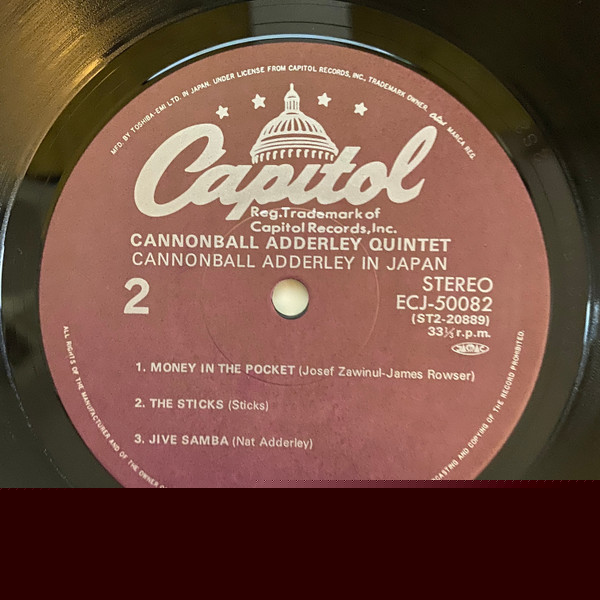 MFD. BY TOSHIBA-EMI LTD. IN JAPAN. UNDER LICENSE FROM CAPITOL RECORDS, INC., TRADEMARK OWNER. Capitol MARCA REG.
Capitol
Reg.Trademark of
Capitol Records,Inc.
CANNONBALL ADDERLEY QUINTET
CANNONBALL ADDERLEY IN JAPAN
2
STEREO
ECJ-50082
(ST2-20889)
33⅓ r.p.m.
1. MONEY IN THE POCKET (Josef Zawinul-James Rowser)
2. THE STICKS (Sticks)
3. JIVE SAMBA (Nat Adderley)
ALL RIGHTS OF THE MANUFACTURER AND OF THE OWNER
CASTING AND COPYING OF THE RECORD PROHIBITED.